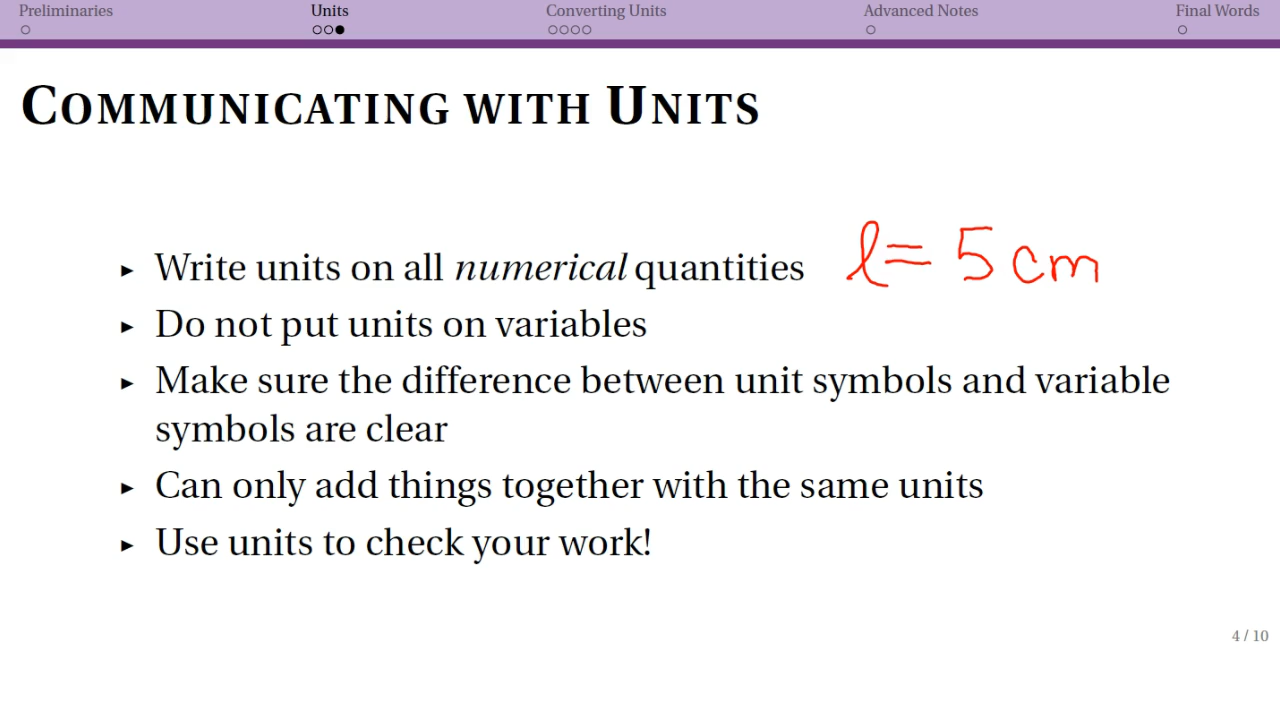 Preliminaries Units Converting Units Advanced Notes Final Words
COMMUNICATING WITH UNITS
Write units on all numerical quantities l = 5 cm
Do not put units on variables
Make sure the difference between unit symbols and variable
symbols are clear
Can only add things together with the same units
Use units to check your work!
4 / 10